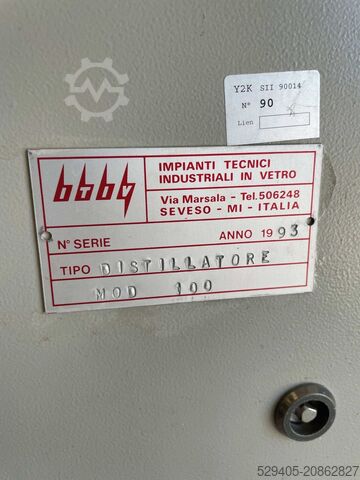 Y2K SII 90014
N° 90
Lien
boby
IMPIANTI TECNICI
INDUSTRIALI IN VETRO
Via Marsala - Tel. 506248
SEVESO - MI - ITALIA
N° SERIE
ANNO 1993
TIPO DISTILLATORE
MOD 100
529405-20862827